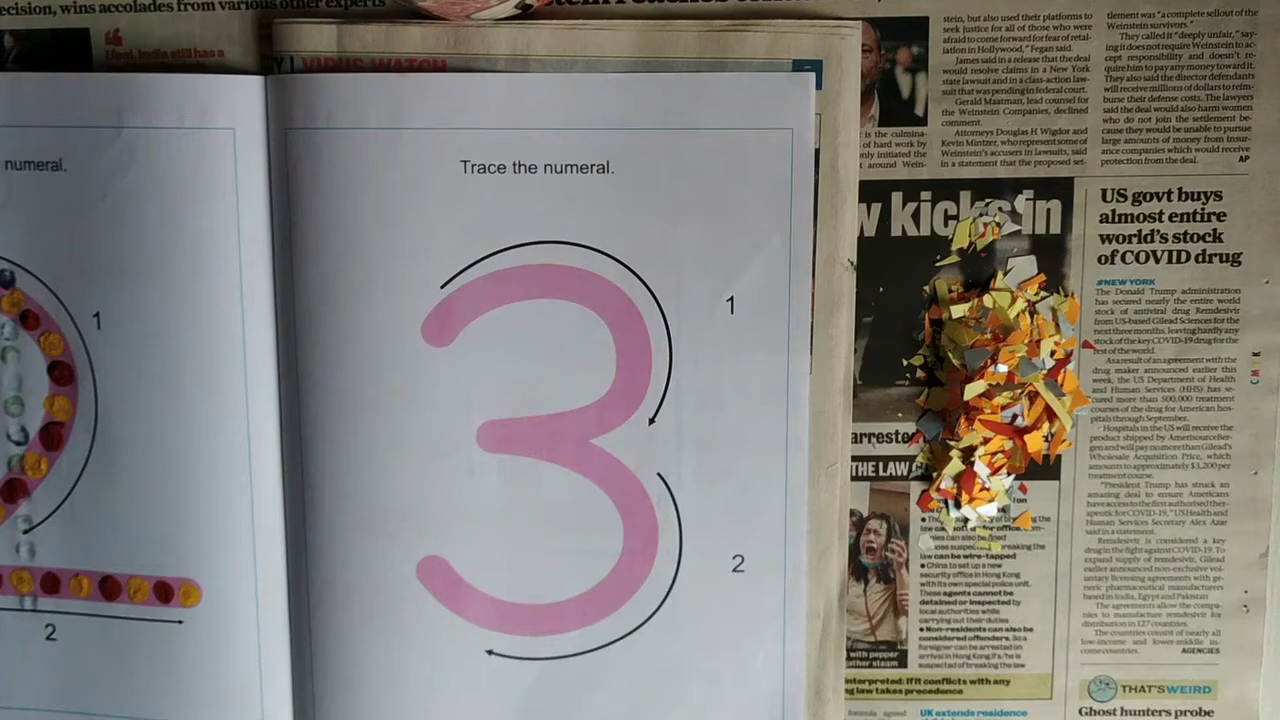 ecision, wins accolades from various other experts
I feel, India still has a
VIRUS WATCH
numeral.
1
2
Trace the numeral.
1
2
is the culmina-
of hard work by
only initiated the
around Wein-
stein, but also used their platforms to
seek justice for all of those who were
afraid to come forward for fear of retal-
iation in Hollywood," Fegan said.
James said in a release that the deal
would resolve claims in a New York
state lawsuit and in a class-action law-
suit that was pending in federal court.
Gerald Maatman, lead counsel for
the Weinstein Companies, declined
comment.
Attorneys Douglas H Wigdor and
Kevin Mintzer, who represent some of
Weinstein's accusers in lawsuits, said
in a statement that the proposed set-
tlement was "a complete sellout of the
Weinstein survivors."
They called it "deeply unfair," say-
ing it does not require Weinstein to ac-
cept responsibility and doesn't re-
quire him to pay any money toward it.
They also said the director defendants
will receive millions of dollars to reim-
burse their defense costs. The lawyers
said the deal would also harm women
who do not join the settlement be-
cause they would be unable to pursue
large amounts of money from insur-
ance companies which would receive
protection from the deal. AP
w kicks in
arreste
THE LAW
law can be wire-tapped
● China to set up a new
security office in Hong Kong
with its own special police unit.
These agents cannot be
detained or inspected by
local authorities while
carrying out their duties
● Non-residents can also be
considered offenders. So a
foreigner can be arrested on
arrival in Hong Kong if s/he is
suspected of breaking the law
with pepper
ather steam
interpreted: If it conflicts with any
ng law takes precedence
UK extends residence
US govt buys
almost entire
world's stock
of COVID drug
#NEW YORK
The Donald Trump administration
has secured nearly the entire world
stock of antiviral drug Remdesivir
from US-based Gilead Sciences for the
next three months, leaving hardly any
stock of the key COVID-19 drug for the
rest of the world.
As a result of an agreement with the
drug maker announced earlier this
week, the US Department of Health
and Human Services (HHS) has se-
cured more than 500,000 treatment
courses of the drug for American hos-
pitals through September.
Hospitals in the US will receive the
product shipped by AmerisourceBer-
gen and will pay no more than Gilead's
Wholesale Acquisition Price, which
amounts to approximately $3,200 per
treatment course.
"President Trump has struck an
amazing deal to ensure Americans
have access to the first authorised ther-
apeutic for COVID-19," US Health and
Human Services Secretary Alex Azar
said in a statement.
Remdesivir is considered a key
drug in the fight against COVID-19. To
expand supply of remdesivir, Gilead
earlier announced non-exclusive vol-
untary licensing agreements with ge-
neric pharmaceutical manufacturers
based in India, Egypt and Pakistan
The agreements allow the compa-
nies to manufacture remdesivir for
distribution in 127 countries.
The countries consist of nearly all
low-income and lower-middle in-
come countries. AGENCIES
CMYK
THAT'S WEIRD
Ghost hunters probe